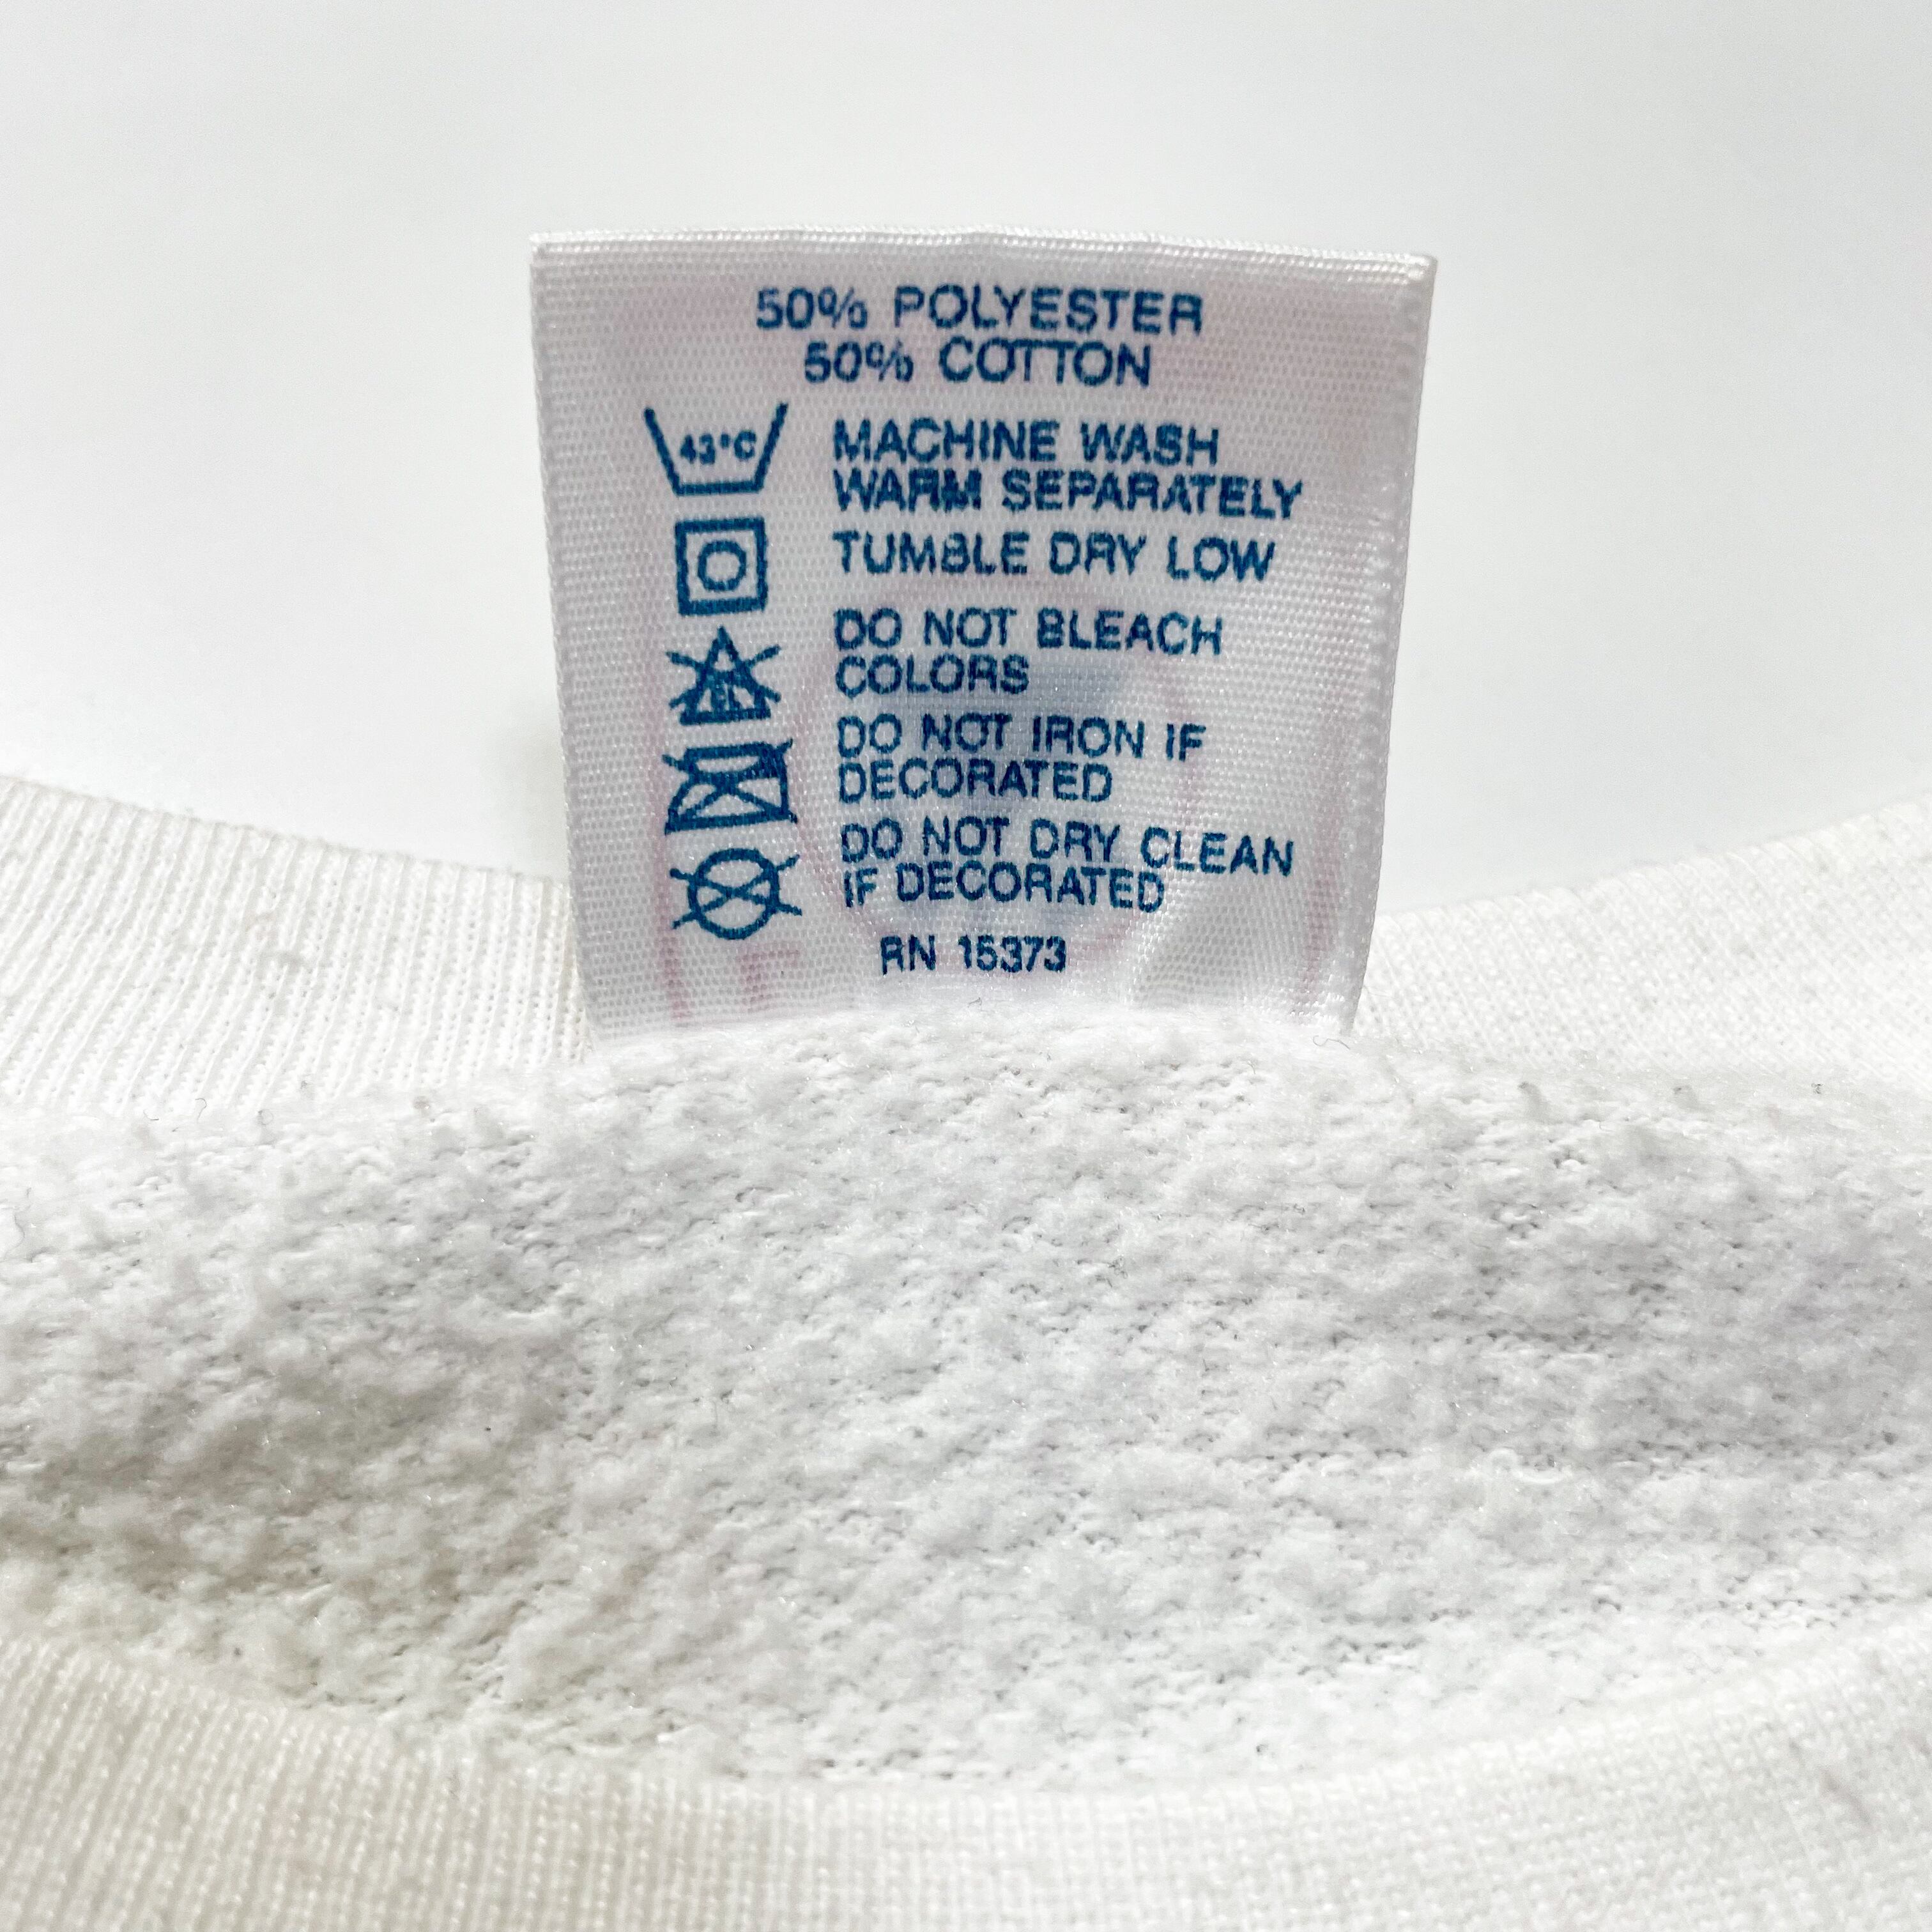 50% POLYESTER
50% COTTON
43°C
MACHINE WASH
WARM SEPARATELY
TUMBLE DRY LOW
DO NOT BLEACH
COLORS
DO NOT IRON IF
DECORATED
DO NOT DRY CLEAN
IF DECORATED
RN 15373